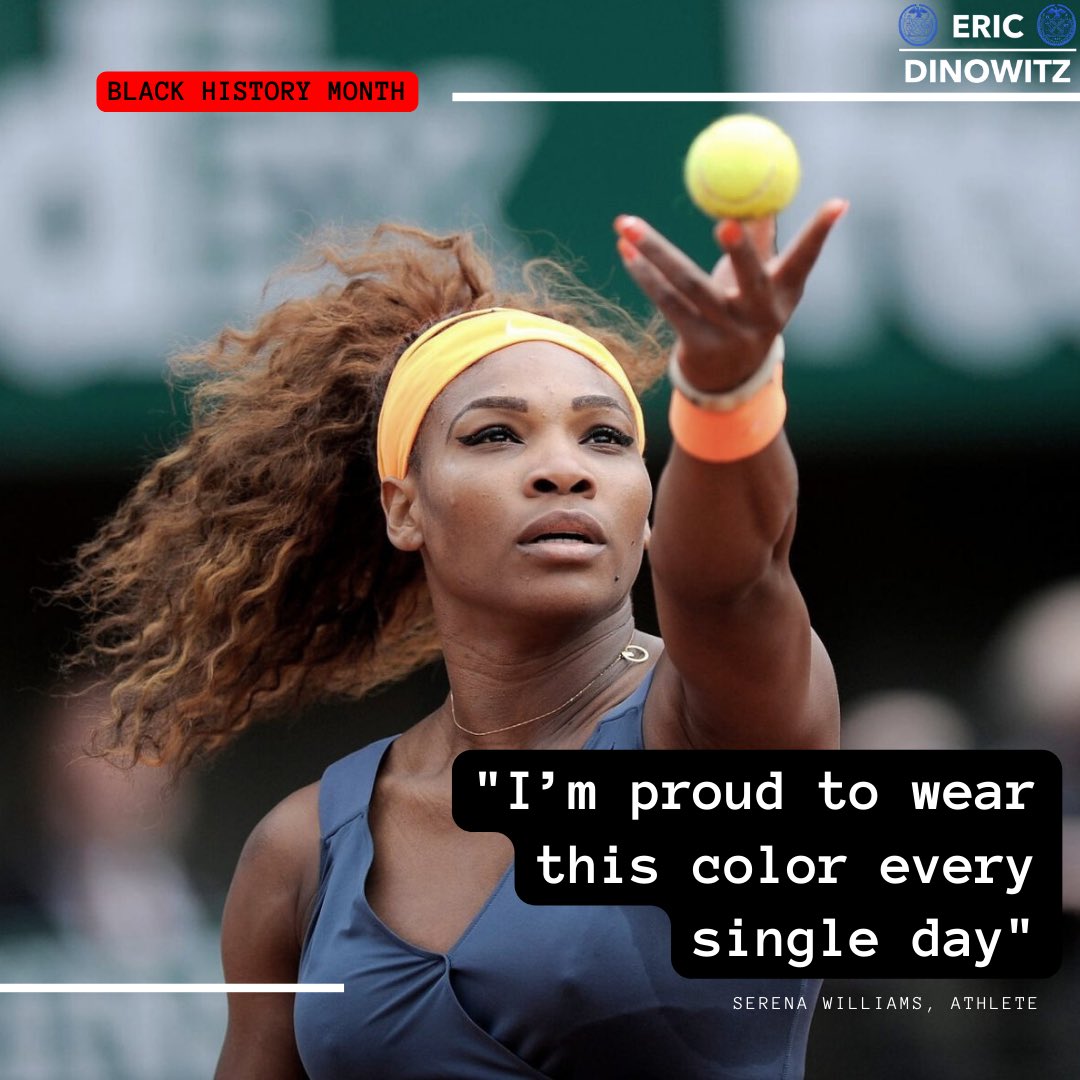 ERIC
DINOWITZ
BLACK HISTORY MONTH
"I’m proud to wear
this color every
single day"
SERENA WILLIAMS, ATHLETE